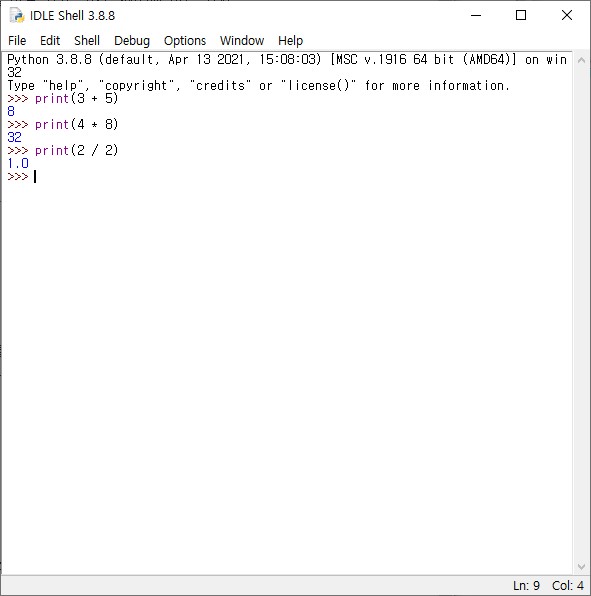 IDLE Shell 3.8.8
File Edit Shell Debug Options Window Help
Python 3.8.8 (default, Apr 13 2021, 15:08:03) [MSC v.1916 64 bit (AMD64)] on win
32
Type "help", "copyright", "credits" or "license()" for more information.
>>> print(3 + 5)
8
>>> print(4 * 8)
32
>>> print(2 / 2)
1.0
>>>
Ln: 9 Col: 4